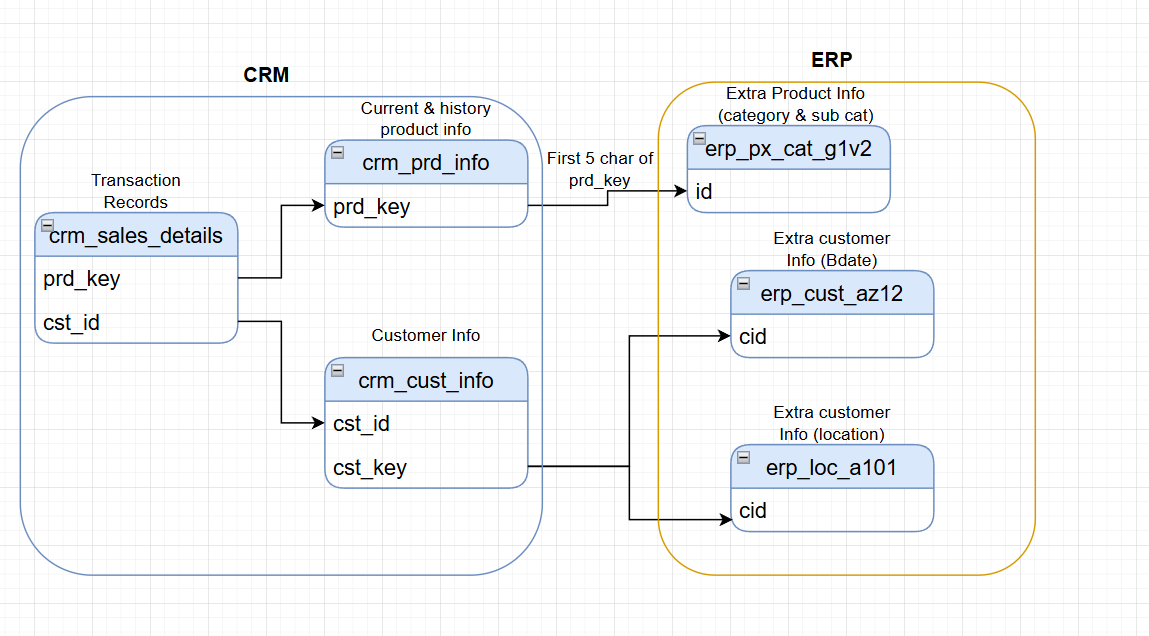 CRM
ERP
Transaction
Records
crm_sales_details
prd_key
cst_id
Current & history
product info
crm_prd_info
prd_key
Customer Info
crm_cust_info
cst_id
cst_key
First 5 char of
prd_key
Extra Product Info
(category & sub cat)
erp_px_cat_g1v2
id
Extra customer
Info (Bdate)
erp_cust_az12
cid
Extra customer
Info (location)
erp_loc_a101
cid